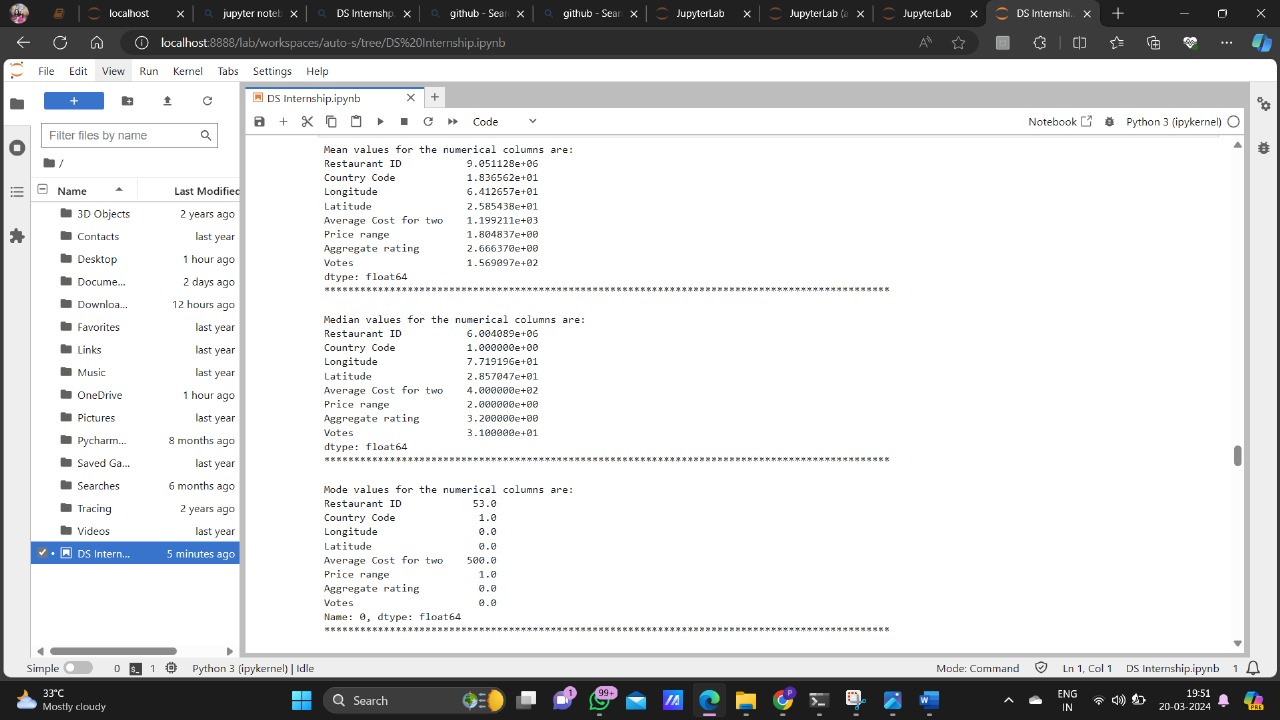 localhost
jupyter noteb
DS Internshp,
github - Sear
github - Sear
JupyterLab
JupyterLab (a
JupyterLab
DS Internshi
localhost:8888/lab/workspaces/auto-s/tree/DS%20Internship.ipynb
File Edit View Run Kernel Tabs Settings Help
DS Internship.ipynb
Filter files by name
Code
Notebook
Python 3 (ipykernel)
/
Name Last Modified
3D Objects 2 years ago
Contacts last year
Desktop 1 hour ago
Docume... 2 days ago
Downloa... 12 hours ago
Favorites last year
Links last year
Music last year
OneDrive 1 hour ago
Pictures last year
Pycharm... 8 months ago
Saved Ga... last year
Searches 6 months ago
Tracing 2 years ago
Videos last year
DS Intern... 5 minutes ago
Mean values for the numerical columns are:
Restaurant ID 9.051128e+06
Country Code 1.836562e+01
Longitude 6.412657e+01
Latitude 2.585438e+01
Average Cost for two 1.199211e+03
Price range 1.804837e+00
Aggregate rating 2.666370e+00
Votes 1.569097e+02
dtype: float64
***********************************************************************************************
Median values for the numerical columns are:
Restaurant ID 6.004089e+06
Country Code 1.000000e+00
Longitude 7.719196e+01
Latitude 2.857047e+01
Average Cost for two 4.000000e+02
Price range 2.000000e+00
Aggregate rating 3.200000e+00
Votes 3.100000e+01
dtype: float64
***********************************************************************************************
Mode values for the numerical columns are:
Restaurant ID 53.0
Country Code 1.0
Longitude 0.0
Latitude 0.0
Average Cost for two 500.0
Price range 1.0
Aggregate rating 0.0
Votes 0.0
Name: 0, dtype: float64
***********************************************************************************************
Simple 0 1 Python 3 (ipykernel) | Idle
Mode: Command Ln 1, Col 1 DS Internship.ipynb 1
33°C
Mostly cloudy
Search
1
99+
P
ENG
IN
19:51
20-03-2024
PRE